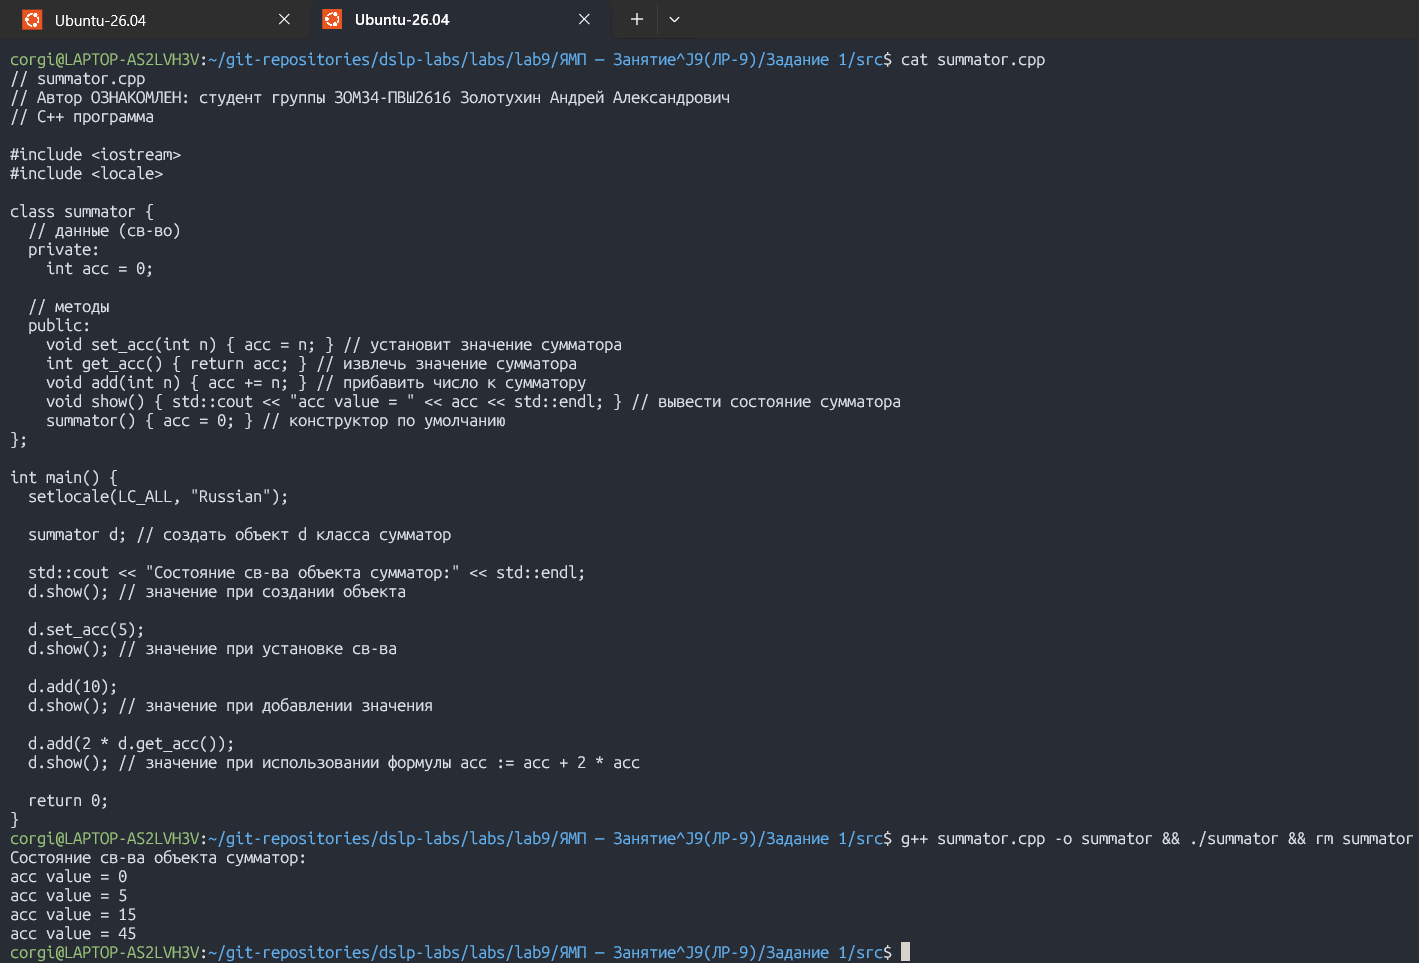 Ubuntu-26.04
Ubuntu-26.04
corgi@LAPTOP-AS2LVH3V:~/git-repositories/dslp-labs/labs/lab9/ЯМП — Занятие^J9(ЛР-9)/Задание 1/src$ cat summator.cpp
// summator.cpp
// Автор ОЗНАКОМЛЕН: студент группы ЗОМ34-ПВШ2616 Золотухин Андрей Александрович
// C++ программа
#include <iostream>
#include <locale>
class summator {
  // данные (св-во)
  private:
    int acc = 0;
  // методы
  public:
    void set_acc(int n) { acc = n; } // установит значение сумматора
    int get_acc() { return acc; } // извлечь значение сумматора
    void add(int n) { acc += n; } // прибавить число к сумматору
    void show() { std::cout << "acc value = " << acc << std::endl; } // вывести состояние сумматора
    summator() { acc = 0; } // конструктор по умолчанию
};
int main() {
  setlocale(LC_ALL, "Russian");
  summator d; // создать объект d класса сумматор
  std::cout << "Состояние св-ва объекта сумматор:" << std::endl;
  d.show(); // значение при создании объекта
  d.set_acc(5);
  d.show(); // значение при установке св-ва
  d.add(10);
  d.show(); // значение при добавлении значения
  d.add(2 * d.get_acc());
  d.show(); // значение при использовании формулы acc := acc + 2 * acc
  return 0;
}
corgi@LAPTOP-AS2LVH3V:~/git-repositories/dslp-labs/labs/lab9/ЯМП — Занятие^J9(ЛР-9)/Задание 1/src$ g++ summator.cpp -o summator && ./summator && rm summator
Состояние св-ва объекта сумматор:
acc value = 0
acc value = 5
acc value = 15
acc value = 45
corgi@LAPTOP-AS2LVH3V:~/git-repositories/dslp-labs/labs/lab9/ЯМП — Занятие^J9(ЛР-9)/Задание 1/src$